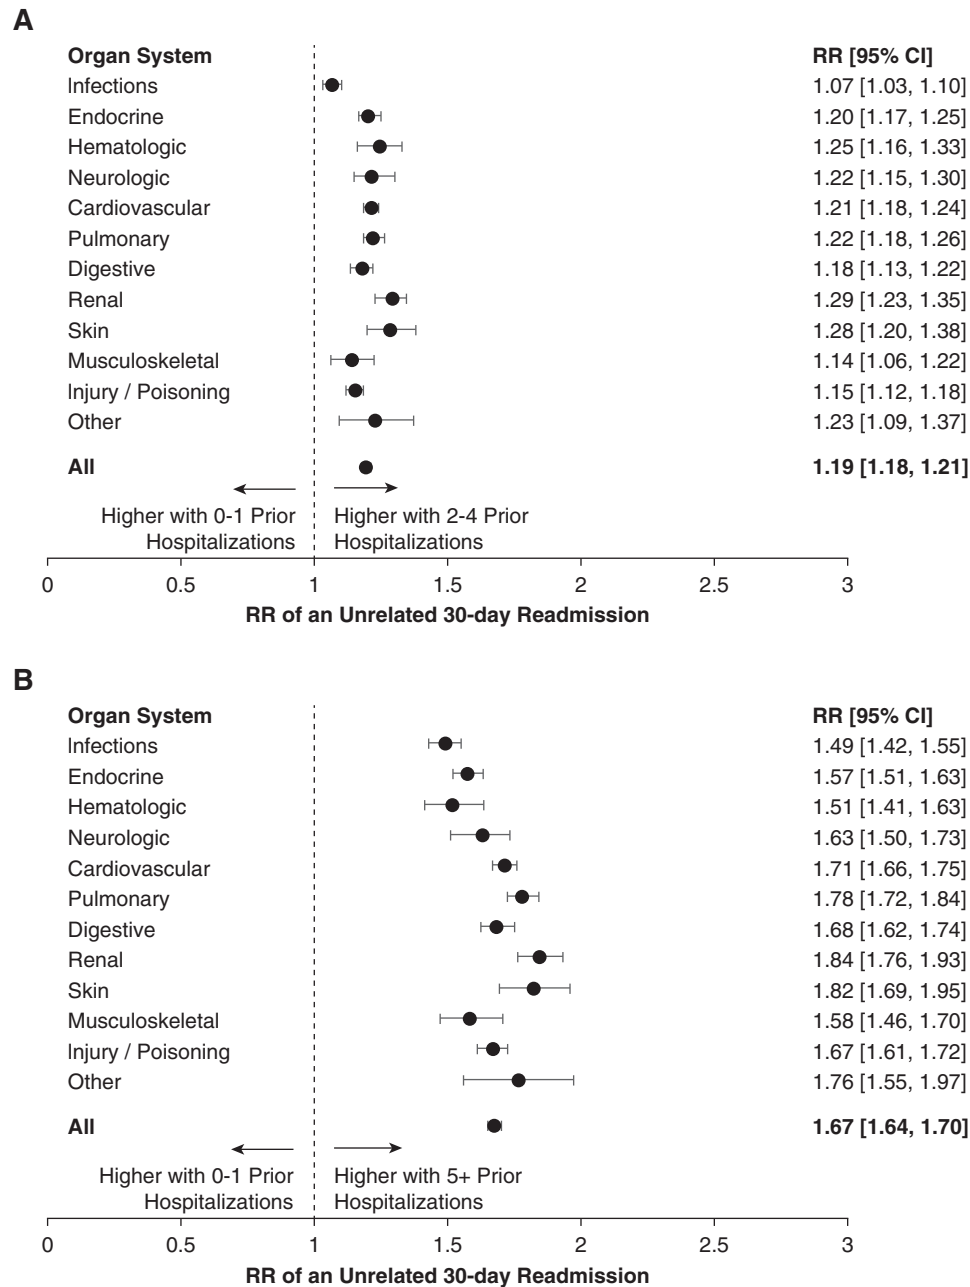 A
Organ System RR [95% CI]
Infections 1.07 [1.03, 1.10]
Endocrine 1.20 [1.17, 1.25]
Hematologic 1.25 [1.16, 1.33]
Neurologic 1.22 [1.15, 1.30]
Cardiovascular 1.21 [1.18, 1.24]
Pulmonary 1.22 [1.18, 1.26]
Digestive 1.18 [1.13, 1.22]
Renal 1.29 [1.23, 1.35]
Skin 1.28 [1.20, 1.38]
Musculoskeletal 1.14 [1.06, 1.22]
Injury / Poisoning 1.15 [1.12, 1.18]
Other 1.23 [1.09, 1.37]
All 1.19 [1.18, 1.21]
Higher with 0-1 Prior Higher with 2-4 Prior
Hospitalizations Hospitalizations
0 0.5 1 1.5 2 2.5 3
RR of an Unrelated 30-day Readmission
B
Organ System RR [95% CI]
Infections 1.49 [1.42, 1.55]
Endocrine 1.57 [1.51, 1.63]
Hematologic 1.51 [1.41, 1.63]
Neurologic 1.63 [1.50, 1.73]
Cardiovascular 1.71 [1.66, 1.75]
Pulmonary 1.78 [1.72, 1.84]
Digestive 1.68 [1.62, 1.74]
Renal 1.84 [1.76, 1.93]
Skin 1.82 [1.69, 1.95]
Musculoskeletal 1.58 [1.46, 1.70]
Injury / Poisoning 1.67 [1.61, 1.72]
Other 1.76 [1.55, 1.97]
All 1.67 [1.64, 1.70]
Higher with 0-1 Prior Higher with 5+ Prior
Hospitalizations Hospitalizations
0 0.5 1 1.5 2 2.5 3
RR of an Unrelated 30-day Readmission